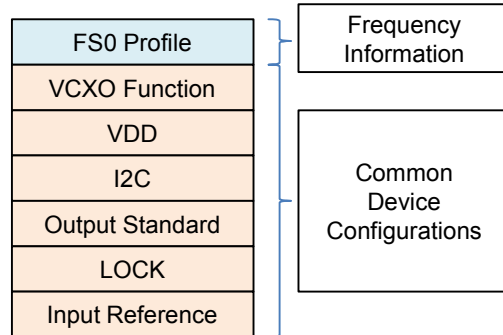 FS0 Profile
VCXO Function
VDD
I2C
Output Standard
LOCK
Input Reference
Frequency
Information
Common
Device
Configurations